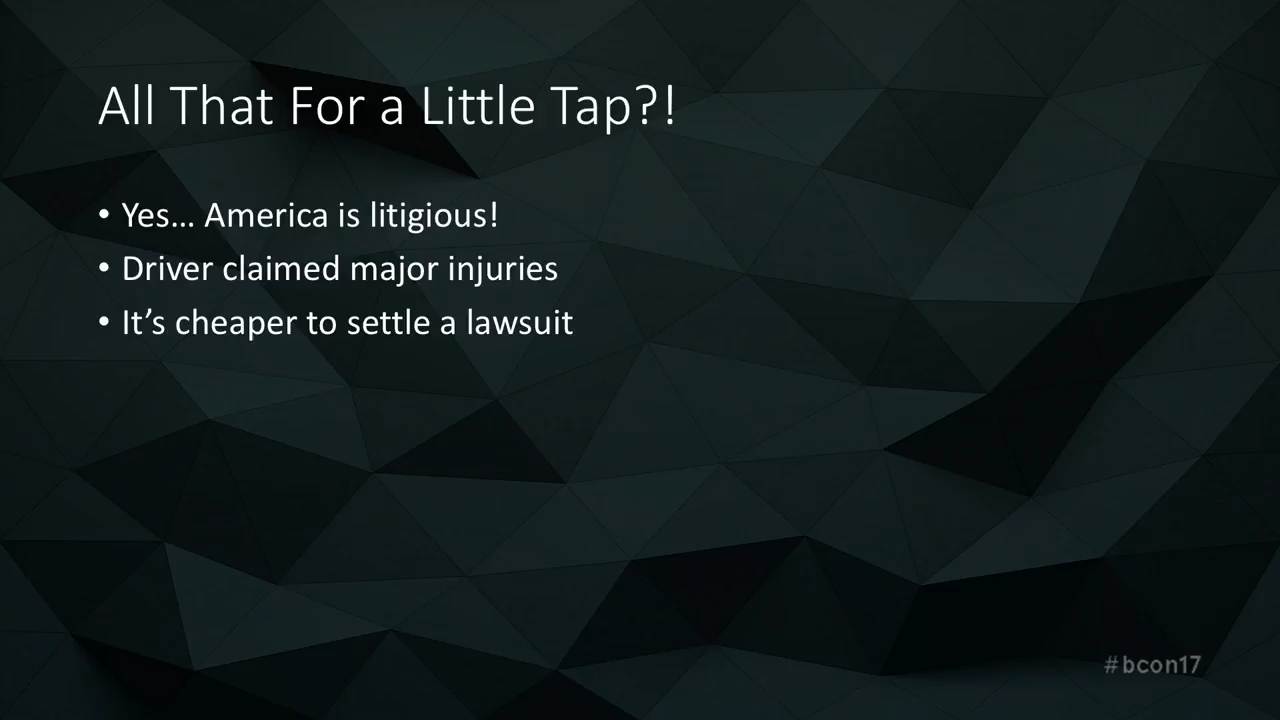 All That For a Little Tap?!
• Yes... America is litigious!
• Driver claimed major injuries
• It’s cheaper to settle a lawsuit
#bcon17